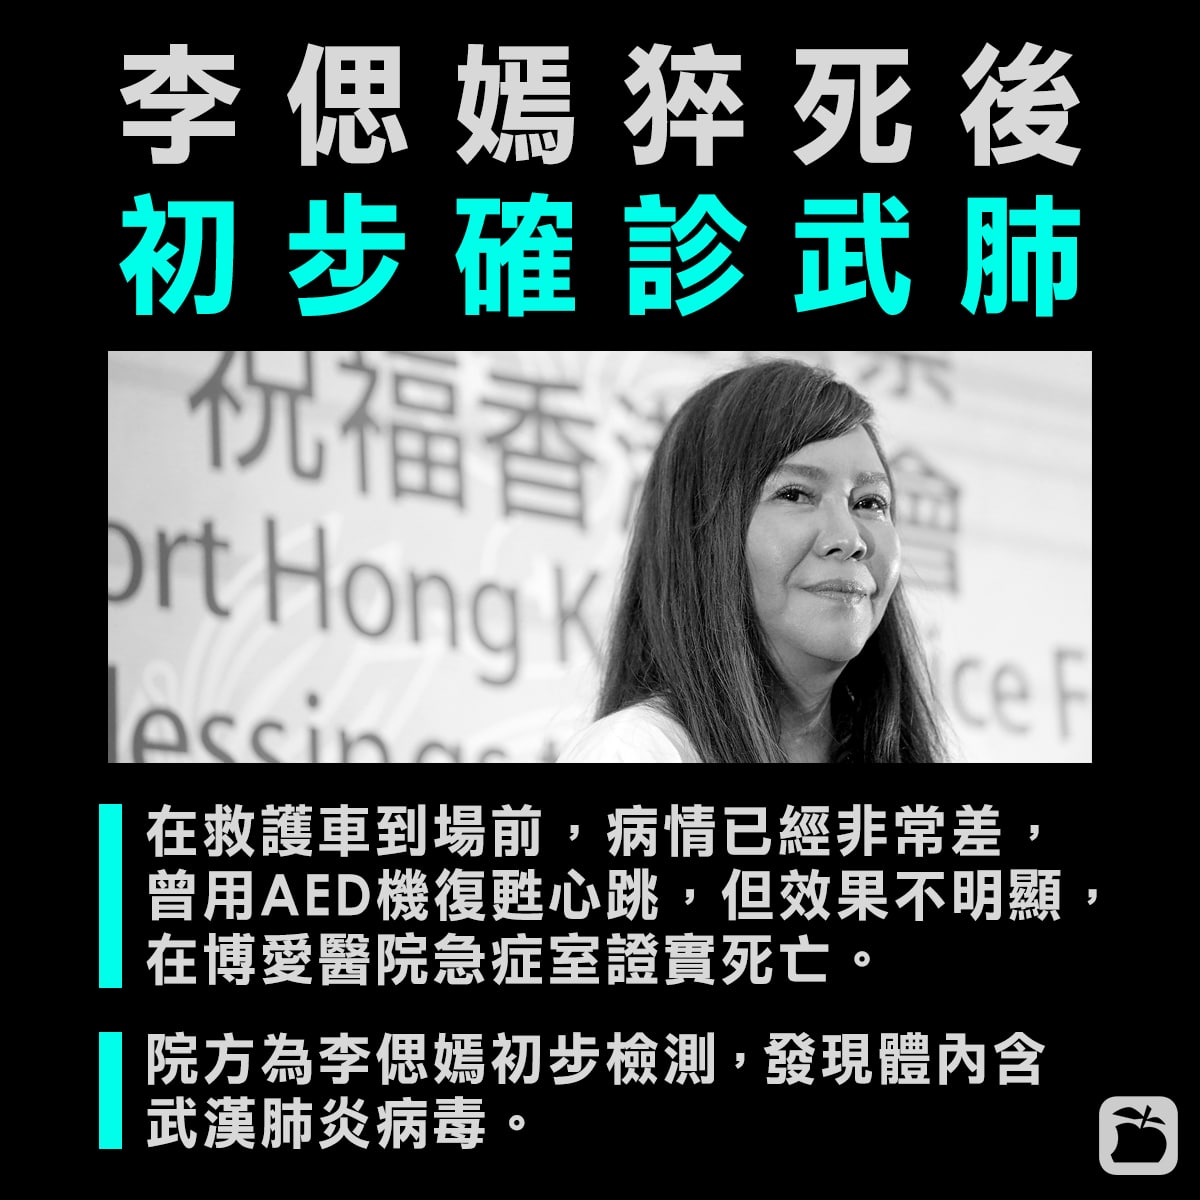 李偲嫣猝死後
初步確診武肺
祝福香
會
ort Hong K
ice F
lessings
在救護車到場前，病情已經非常差，
曾用AED機復甦心跳，但效果不明顯，
在博愛醫院急症室證實死亡。
院方為李偲嫣初步檢測，發現體內含
武漢肺炎病毒。